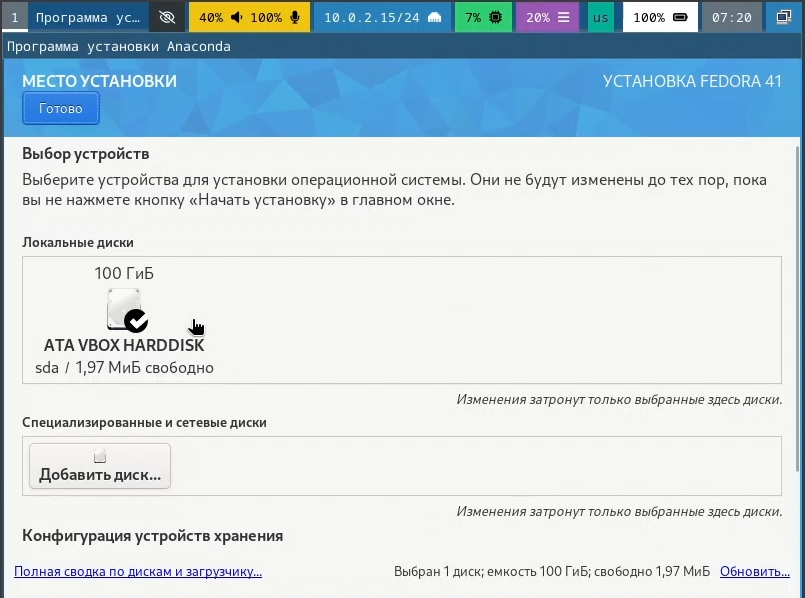 1 Программа ус… 40% 100% 10.0.2.15/24 7% 20% us 100% 07:20
Программа установки Anaconda
МЕСТО УСТАНОВКИ УСТАНОВКА FEDORA 41
Готово
Выбор устройств
Выберите устройства для установки операционной системы. Они не будут изменены до тех пор, пока
вы не нажмете кнопку «Начать установку» в главном окне.
Локальные диски
100 ГиБ
ATA VBOX HARDDISK
sda / 1,97 МиБ свободно
Изменения затронут только выбранные здесь диски.
Специализированные и сетевые диски
Добавить диск...
Изменения затронут только выбранные здесь диски.
Конфигурация устройств хранения
Полная сводка по дискам и загрузчику... Выбран 1 диск; емкость 100 ГиБ; свободно 1,97 МиБ Обновить...